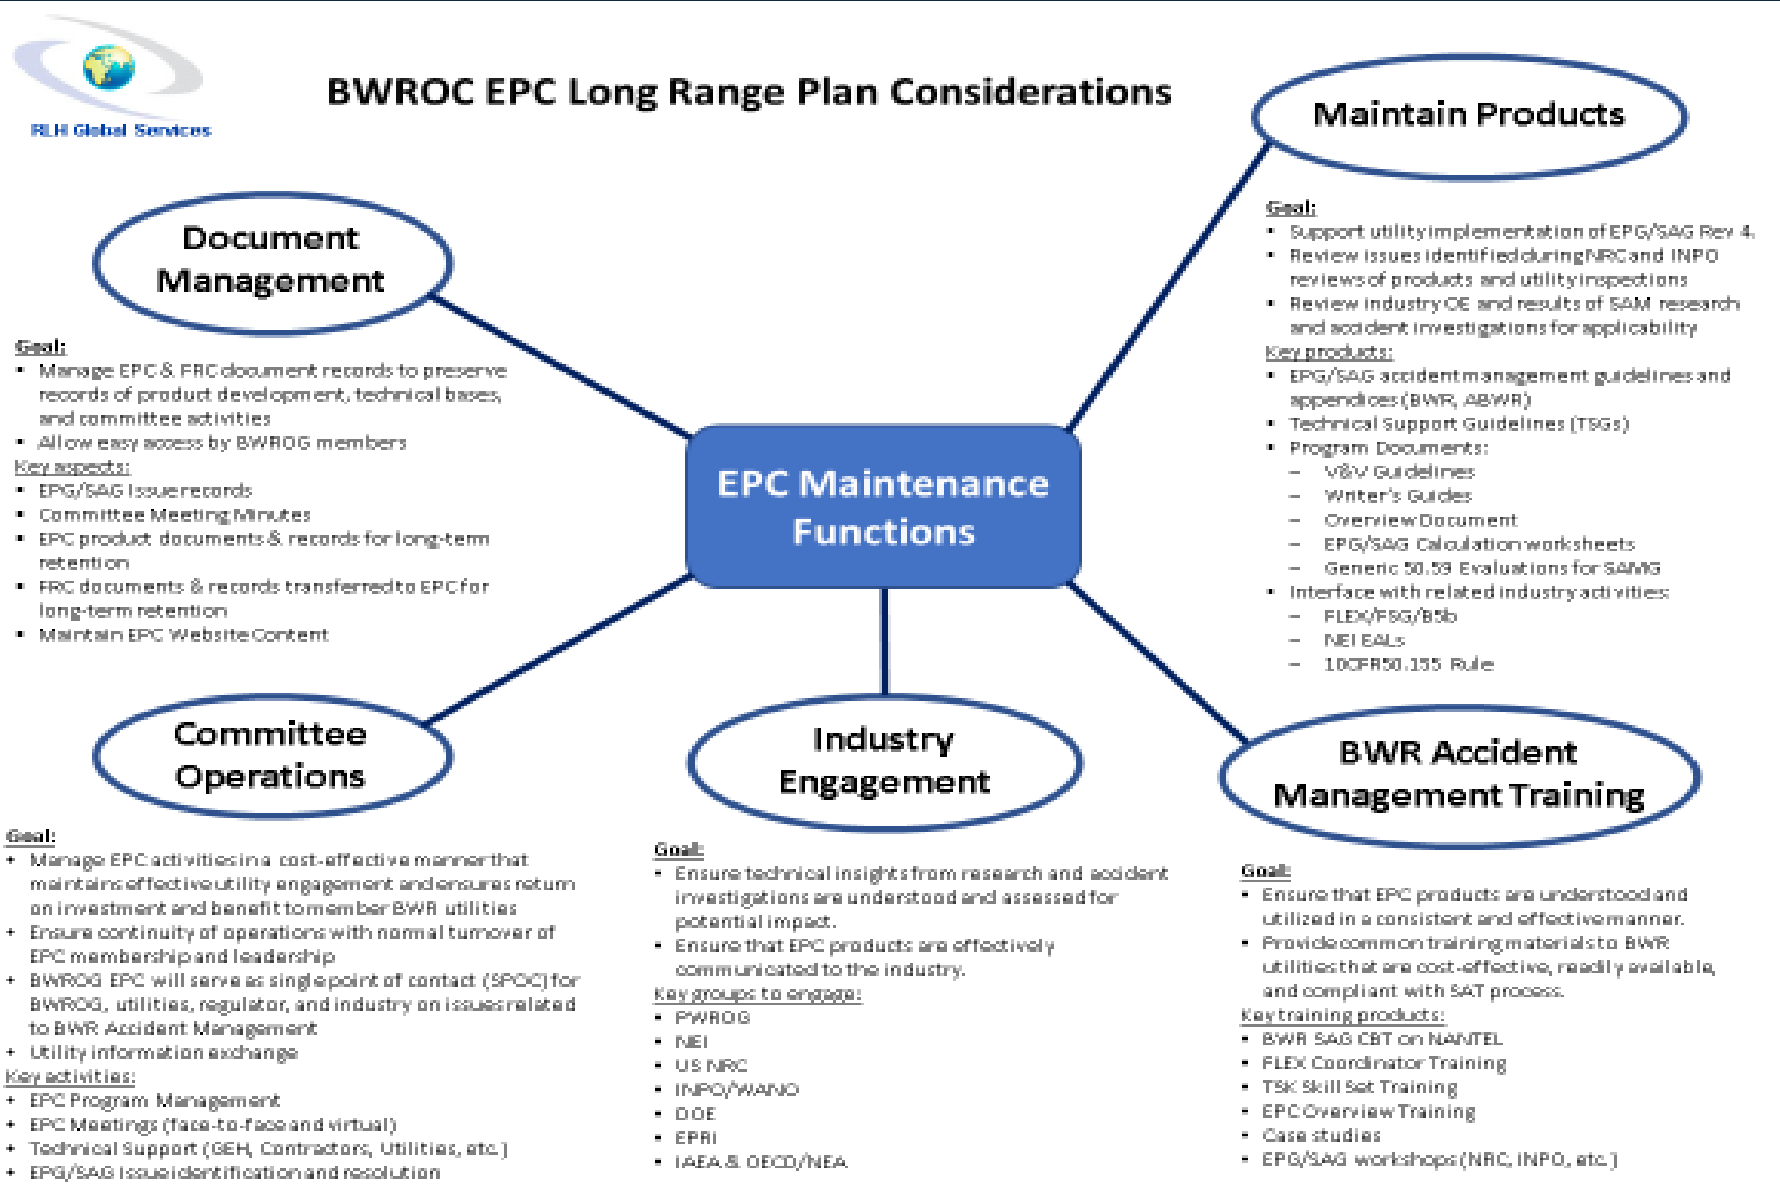 RLH Global Services
BWROC EPC Long Range Plan Considerations
Maintain Products
Goal:
▪ Support utility implementation of EPG/SAG Rev 4.
▪ Review issues identified during NRC and INPO
reviews of products and utility inspections
▪ Review industry OE and results of SAM research
and accident investigations for applicability
Key products:
▪ EPG/SAG accident management guidelines and
appendices (BWR, ABWR)
▪ Technical Support Guidelines (TSGs)
▪ Program Documents:
– V&V Guidelines
– Writer's Guides
– Overview Document
– EPG/SAG Calculation worksheets
– Generic 50.59 Evaluations for SAMG
▪ Interface with related industry activities:
– FLEX/FSG/B5b
– NEI EALs
– 10CFR50.155 Rule
Document
Management
Goal:
▪ Manage EPC & FRC document records to preserve
records of product development, technical bases,
and committee activities
▪ Allow easy access by BWROG members
Key aspects:
▪ EPG/SAG Issue records
▪ Committee Meeting Minutes
▪ EPC product documents & records for long-term
retention
▪ FRC documents & records transferred to EPC for
long-term retention
▪ Maintain EPC Website Content
EPC Maintenance
Functions
Committee
Operations
Goal:
• Manage EPC activities in a cost-effective manner that
maintains effective utility engagement and ensures return
on investment and benefit to member BWR utilities
• Ensure continuity of operations with normal turnover of
EPC membership and leadership
• BWROG EPC will serve as single point of contact (SPOC) for
BWROG, utilities, regulator, and industry on issues related
to BWR Accident Management
• Utility information exchange
Key activities:
• EPC Program Management
• EPC Meetings (face-to-face and virtual)
• Technical Support (GEH, Contractors, Utilities, etc.)
• EPG/SAG issue identification and resolution
Industry
Engagement
Goal:
▪ Ensure technical insights from research and accident
investigations are understood and assessed for
potential impact.
▪ Ensure that EPC products are effectively
communicated to the industry.
Key groups to engage:
▪ PWROG
▪ NEI
▪ US NRC
▪ INPO/WANO
▪ DOE
▪ EPRI
▪ IAEA & OECD/NEA
BWR Accident
Management Training
Goal:
▪ Ensure that EPC products are understood and
utilized in a consistent and effective manner.
▪ Provide common training materials to BWR
utilities that are cost-effective, readily available,
and compliant with SAT process.
Key training products:
▪ BWR SAG CBT on NANTEL
▪ FLEX Coordinator Training
▪ TSK Skill Set Training
▪ EPC Overview Training
▪ Case studies
▪ EPG/SAG workshops (NRC, INPO, etc.)